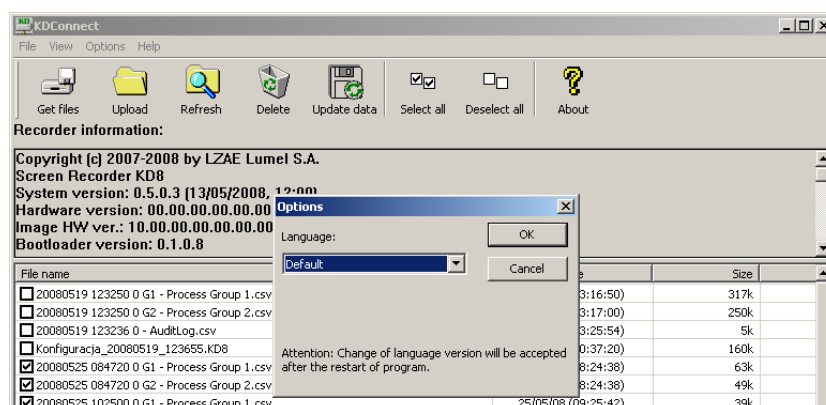 KDConnect
File View Options Help
Get files Upload Refresh Delete Update data Select all Deselect all About
Recorder information:
Copyright (c) 2007-2008 by LZAE Lumel S.A.
Screen Recorder KD8
System version: 0.5.0.3 (13/05/2008, 12:00)
Hardware version: 00.00.00.00.00.00
Image HW ver.: 10.00.00.00.00.00
Bootloader version: 0.1.0.8
Options
Language:
OK
Default
Cancel
Attention: Change of language version will be accepted
after the restart of program.
File name Size
20080519 123250 0 G1 - Process Group 1.csv 3:16:50) 317k
20080519 123250 0 G2 - Process Group 2.csv 3:17:00) 250k
20080519 123236 0 - AuditLog.csv 3:25:54) 5k
Konfiguracja_20080519_123655.KD8 0:37:20) 160k
20080525 084720 0 G1 - Process Group 1.csv 8:24:38) 63k
20080525 084720 0 G2 - Process Group 2.csv 8:24:38) 49k
20080525 102500 0 G1 - Process Group 1.csv 25/05/08 (09:25:42) 39k